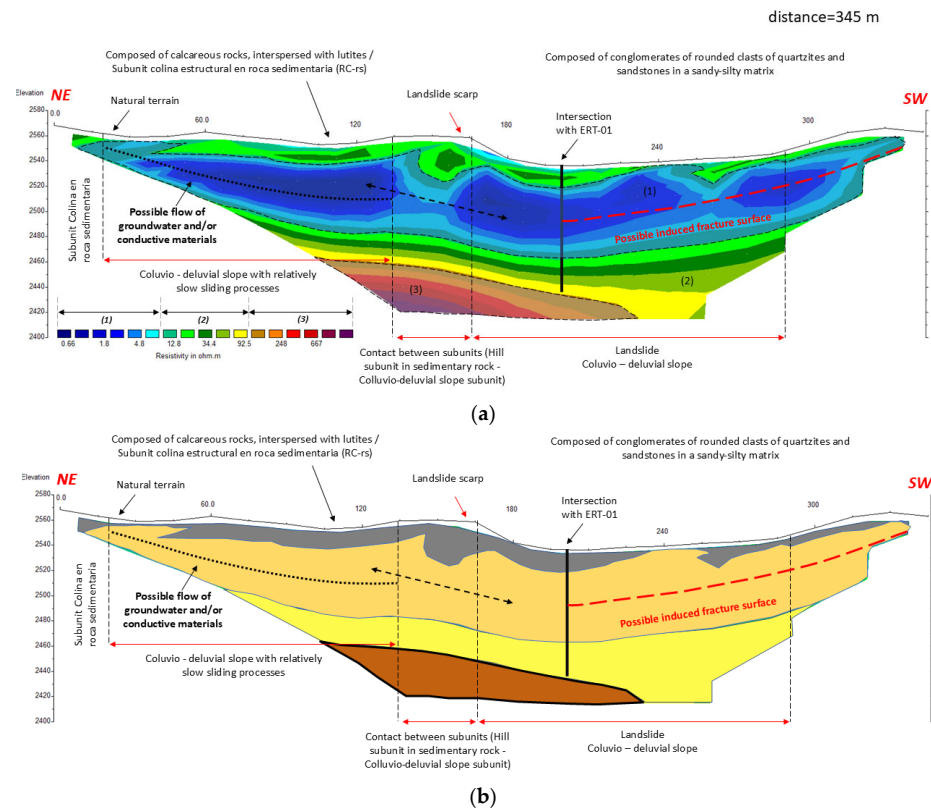 distance=345 m
(a)
Composed of calcareous rocks, interspersed with lutites /
Subunit colina estructural en roca sedimentaria (RC-rs)
Composed of conglomerates of rounded clasts of quartzites and
sandstones in a sandy-silty matrix
Elevation
NE
SW
Natural terrain
Landslide scarp
Intersection
with ERT-01
2580
2560
2540
2520
2500
2480
2460
2440
2420
2400
0.0
60.0
120
180
240
300
Subunit Colina en
roca sedimentaria
Possible flow of
groundwater and/or
conductive materials
(1)
Possible induced fracture surface
(2)
(3)
Coluvio - deluvial slope with relatively
slow sliding processes
(1)
(2)
(3)
0.66
1.8
4.8
12.8
34.4
92.5
248
667
Resistivity in ohm.m
Contact between subunits (Hill
subunit in sedimentary rock -
Colluvio-deluvial slope subunit)
Landslide
Coluvio – deluvial slope
(a)
Composed of calcareous rocks, interspersed with lutites /
Subunit colina estructural en roca sedimentaria (RC-rs)
Composed of conglomerates of rounded clasts of quartzites and
sandstones in a sandy-silty matrix
Elevation
NE
SW
Natural terrain
Landslide scarp
Intersection
with ERT-01
2580
2560
2540
2520
2500
2480
2460
2440
2420
2400
0.0
60.0
120
180
240
300
Subunit Colina en
roca sedimentaria
Possible flow of
groundwater and/or
conductive materials
Possible induced fracture surface
Coluvio - deluvial slope with relatively
slow sliding processes
Contact between subunits (Hill
subunit in sedimentary rock -
Colluvio-deluvial slope subunit)
Landslide
Coluvio – deluvial slope
(b)